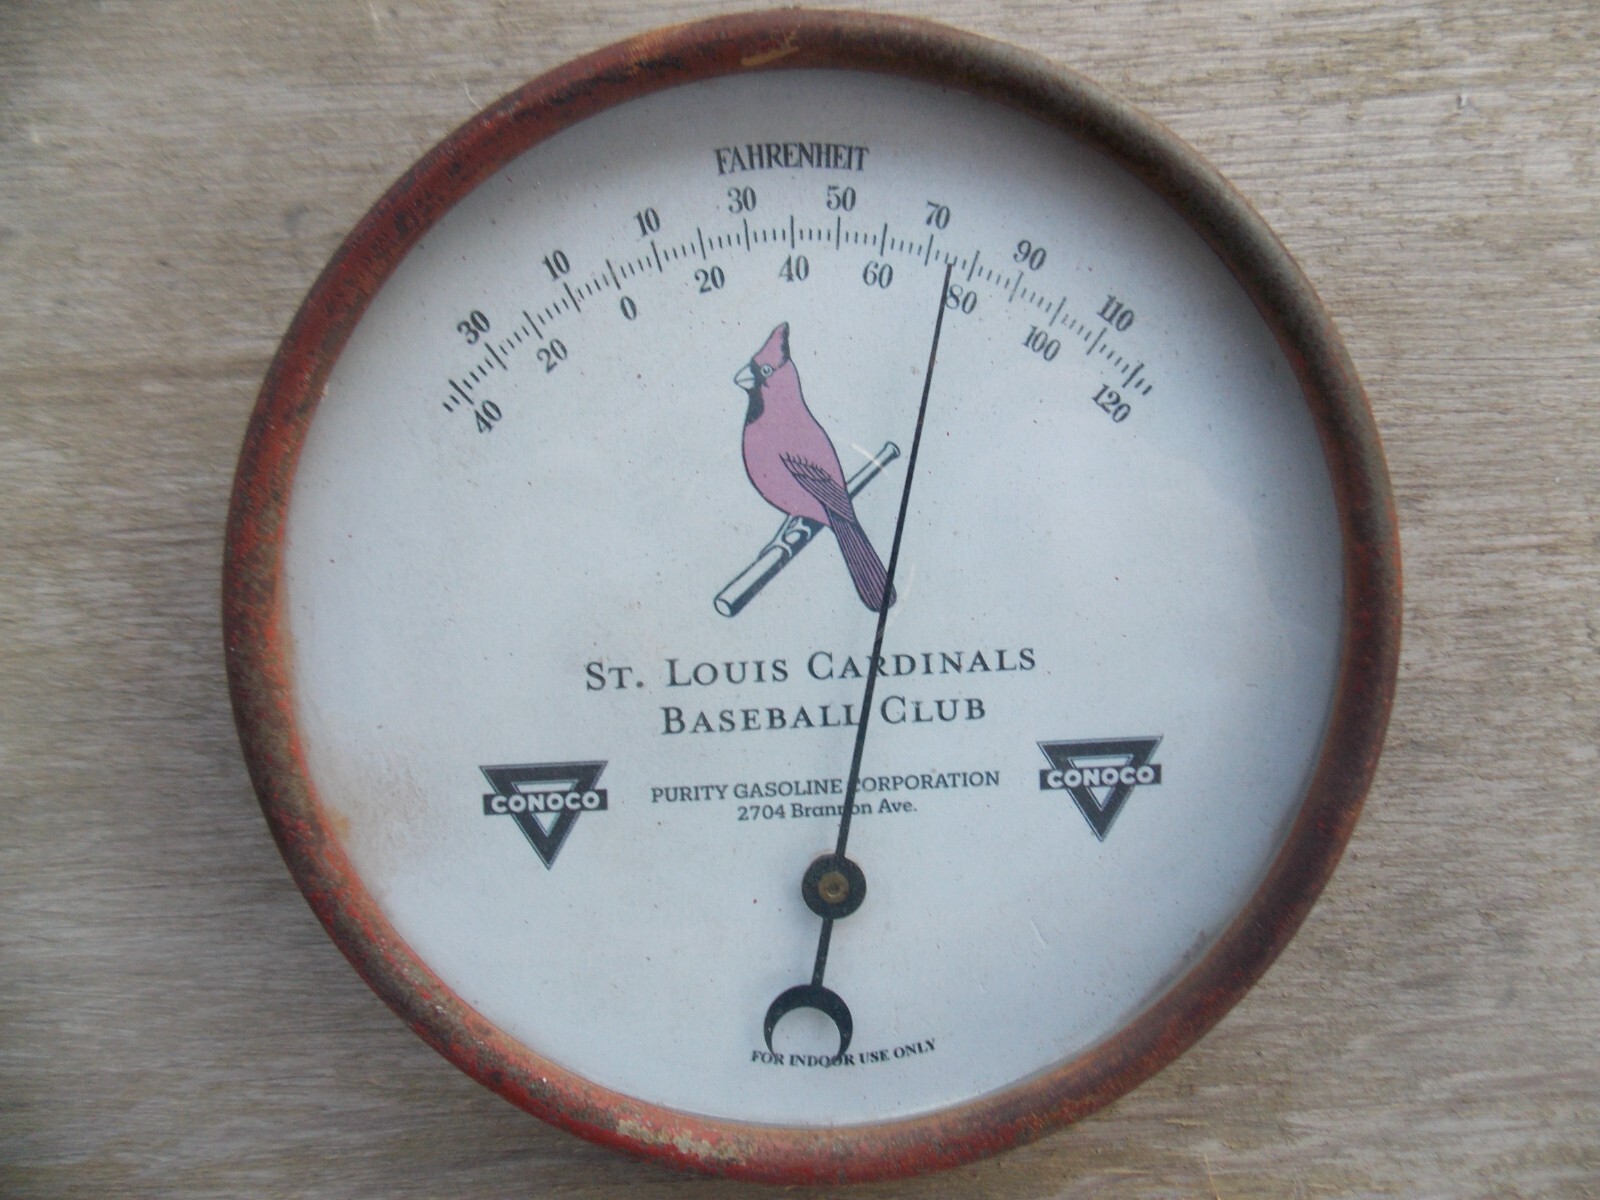 FAHRENHEIT
30 10 10 30 50 70 90 110
40 20 0 20 40 60 80 100 120
ST. LOUIS CARDINALS
BASEBALL CLUB
CONOCO
PURITY GASOLINE CORPORATION
2704 Brannon Ave.
CONOCO
FOR INDOOR USE ONLY